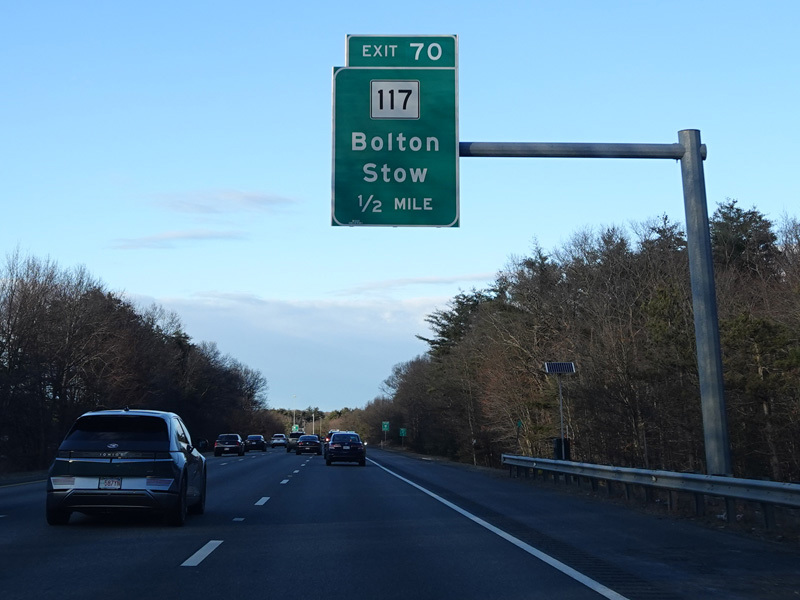 EXIT 70
117
Bolton
Stow
1/2 MILE